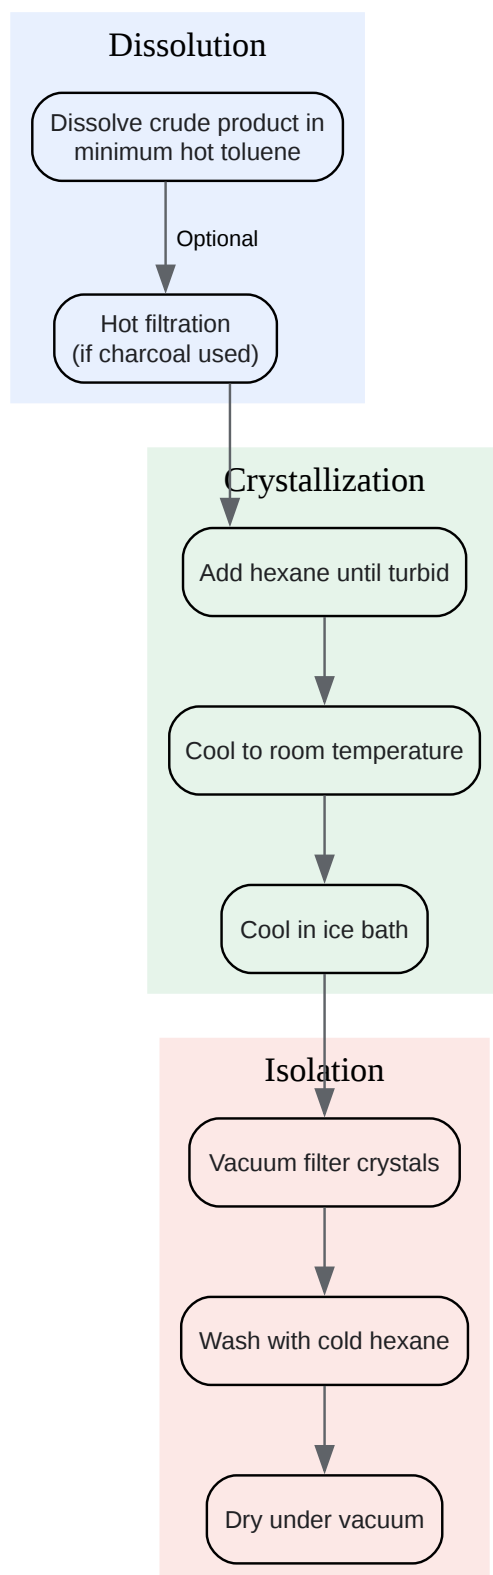 Dissolution
Dissolve crude product in
minimum hot toluene
Optional
Hot filtration
(if charcoal used)
Crystallization
Add hexane until turbid
Cool to room temperature
Cool in ice bath
Isolation
Vacuum filter crystals
Wash with cold hexane
Dry under vacuum